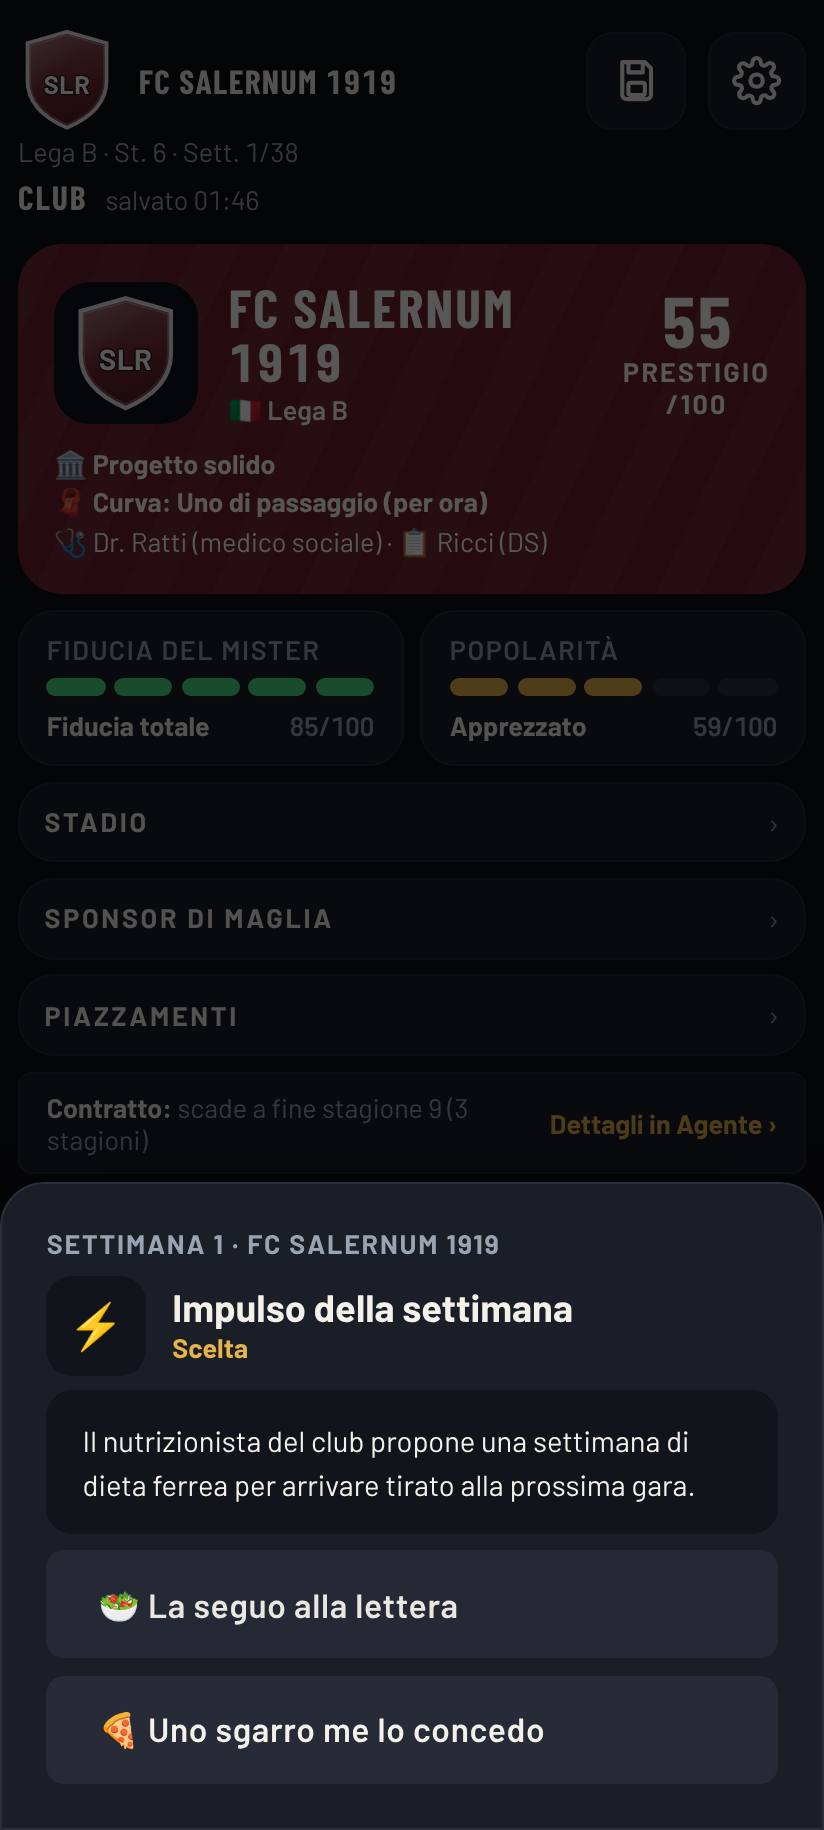 SLR
FC SALERNUM 1919
Lega B · St. 6 · Sett. 1/38
CLUB salvato 01:46
SLR
FC SALERNUM
1919
🇮🇹 Lega B
55
PRESTIGIO
/100
🏛️ Progetto solido
🧣 Curva: Uno di passaggio (per ora)
🩺 Dr. Ratti (medico sociale) · 📋 Ricci (DS)
FIDUCIA DEL MISTER
Fiducia totale 85/100
POPOLARITÀ
Apprezzato 59/100
STADIO ›
SPONSOR DI MAGLIA ›
PIAZZAMENTI ›
Contratto: scade a fine stagione 9 (3
stagioni)
Dettagli in Agente ›
SETTIMANA 1 · FC SALERNUM 1919
⚡ Impulso della settimana
Scelta
Il nutrizionista del club propone una settimana di
dieta ferrea per arrivare tirato alla prossima gara.
🥗 La seguo alla lettera
🍕 Uno sgarro me lo concedo